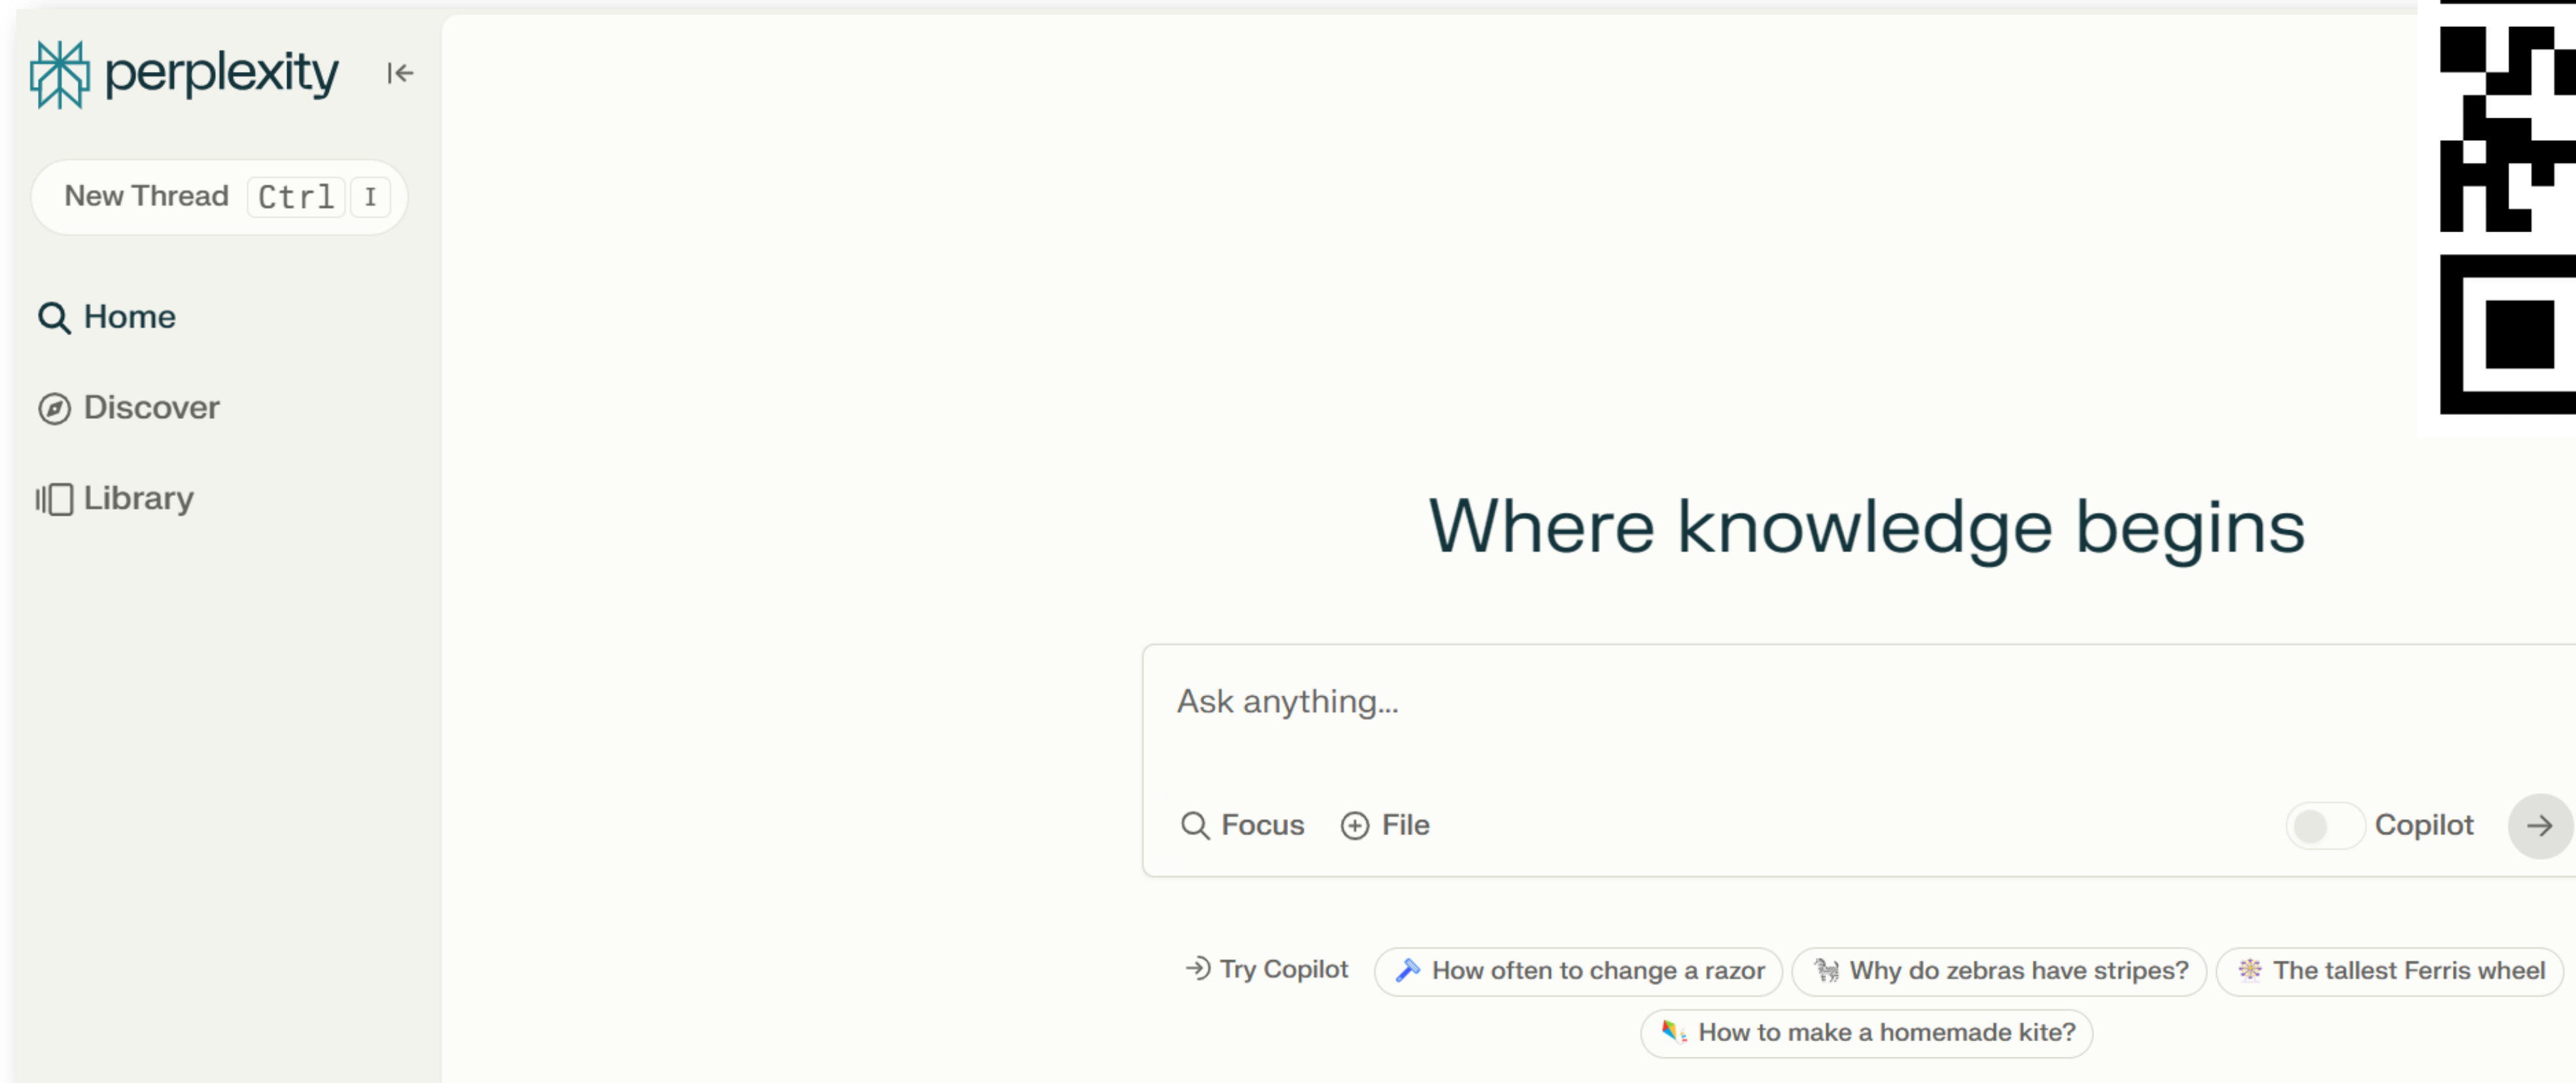 perplexity
New Thread Ctrl I
Home
Discover
Library
Where knowledge begins
Ask anything...
Focus File Copilot
Try Copilot How often to change a razor Why do zebras have stripes? The tallest Ferris wheel
How to make a homemade kite?